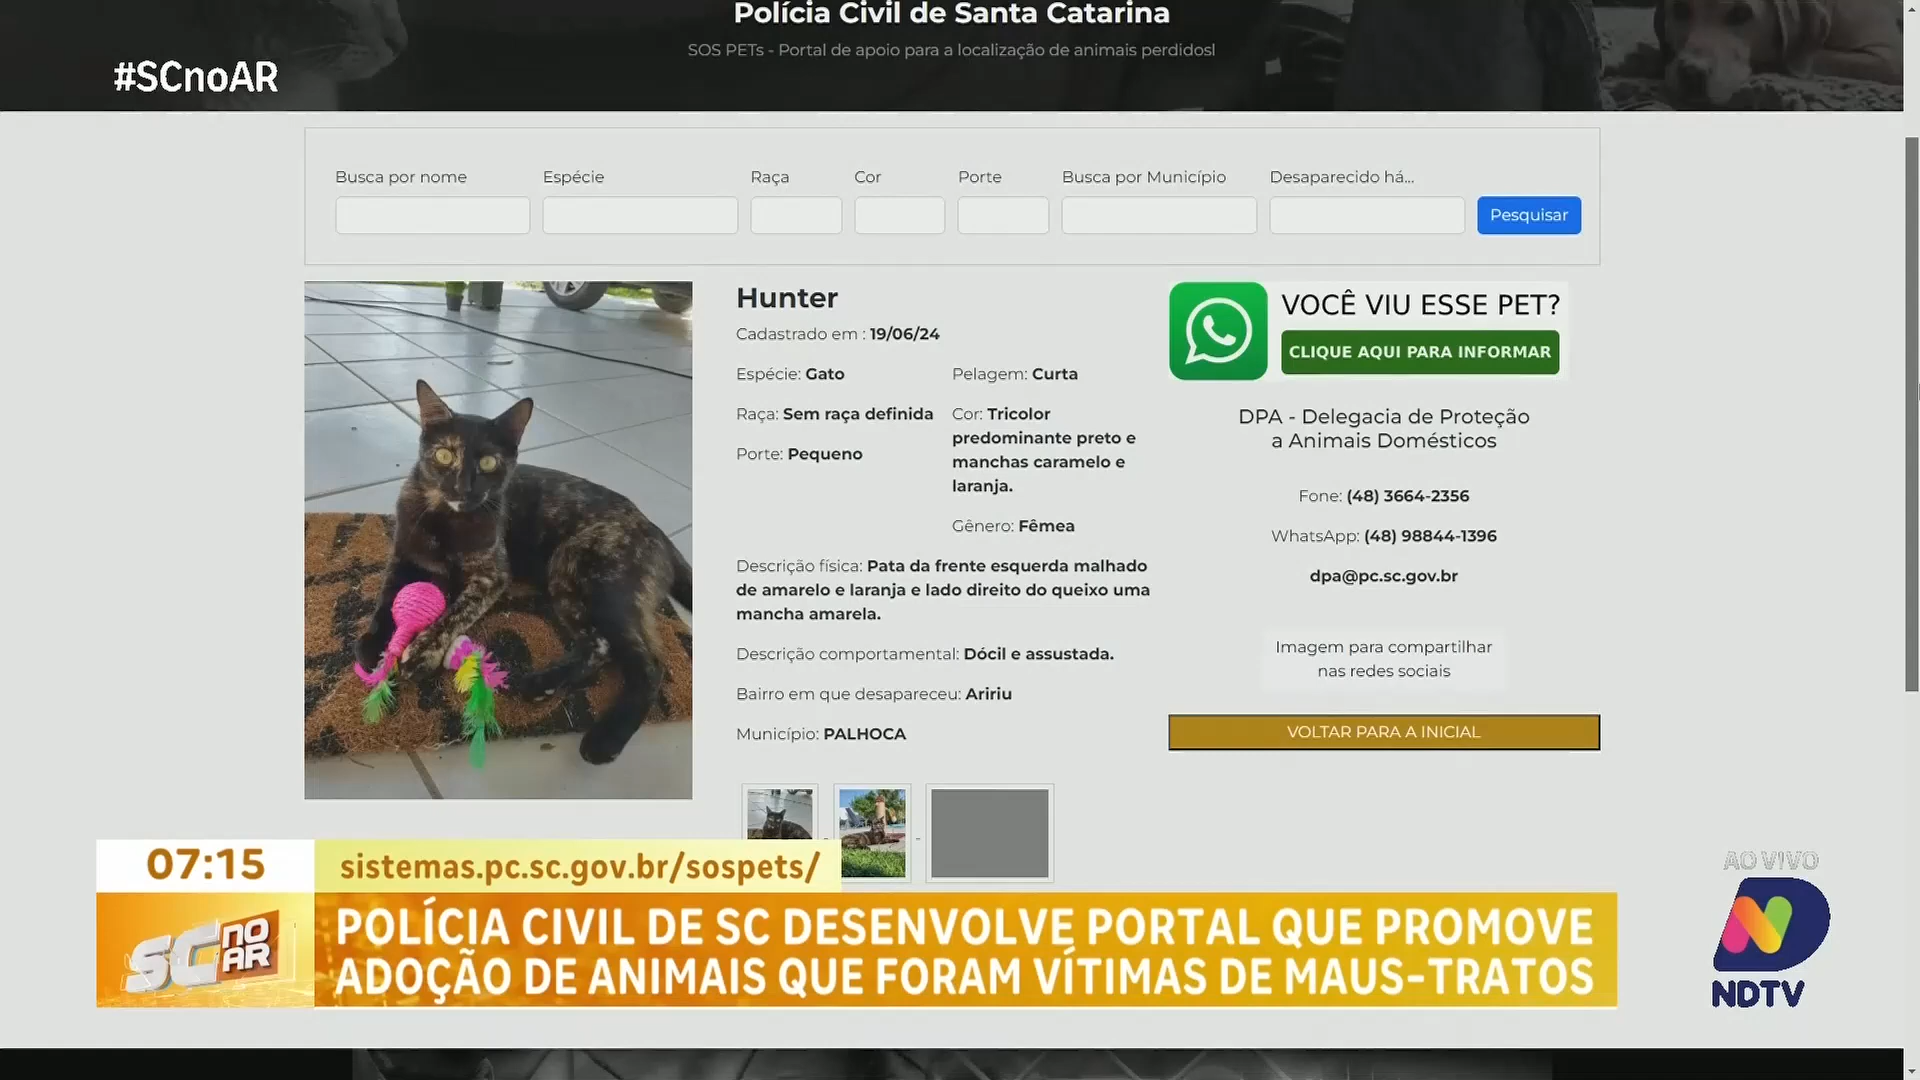 Polícia Civil de Santa Catarina
SOS PETs - Portal de apoio para a localização de animais perdidos!
#SCnoAR
Busca por nome
Espécie
Raça
Cor
Porte
Busca por Município
Desaparecido há...
Pesquisar
Hunter
Cadastrado em : 19/06/24
Espécie: Gato
Pelagem: Curta
Raça: Sem raça definida
Cor: Tricolor
predominante preto e
manchas caramelo e
laranja.
Porte: Pequeno
Gênero: Fêmea
Descrição física: Pata da frente esquerda malhado
de amarelo e laranja e lado direito do queixo uma
mancha amarela.
Descrição comportamental: Dócil e assustada.
Bairro em que desapareceu: Aririu
Município: PALHOCA
VOCÊ VIU ESSE PET?
CLIQUE AQUI PARA INFORMAR
DPA - Delegacia de Proteção
a Animais Domésticos
Fone: (48) 3664-2356
WhatsApp: (48) 98844-1396
dpa@pc.sc.gov.br
Imagem para compartilhar
nas redes sociais
VOLTAR PARA A INICIAL
07:15
sistemas.pc.sc.gov.br/sospets/
SC NO AR
POLÍCIA CIVIL DE SC DESENVOLVE PORTAL QUE PROMOVE
ADOÇÃO DE ANIMAIS QUE FORAM VÍTIMAS DE MAUS-TRATOS
AO VIVO
NDTV